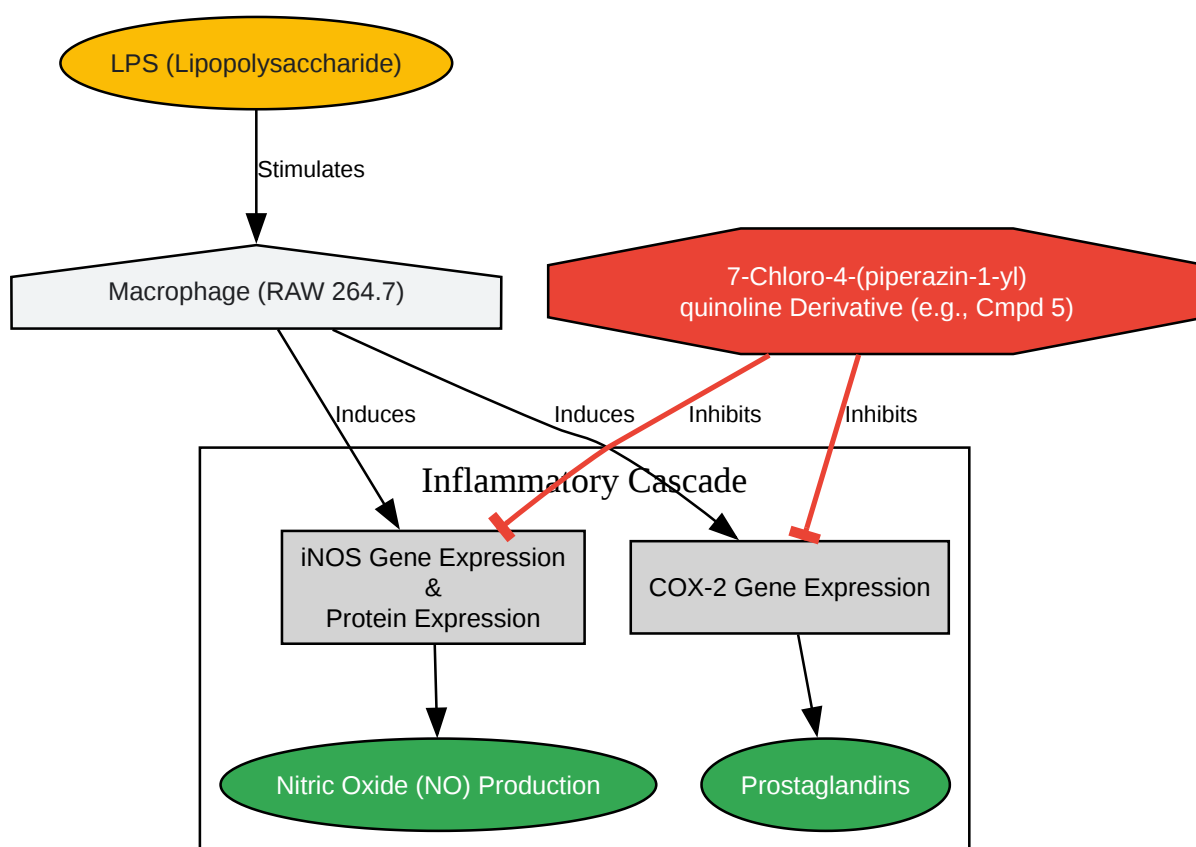 LPS (Lipopolysaccharide)
Stimulates
Macrophage (RAW 264.7)
7-Chloro-4-(piperazin-1-yl)
quinoline Derivative (e.g., Cmpd 5)
Induces
Induces
Inhibits
Inhibits
Inflammatory Cascade
iNOS Gene Expression
&
Protein Expression
COX-2 Gene Expression
Nitric Oxide (NO) Production
Prostaglandins